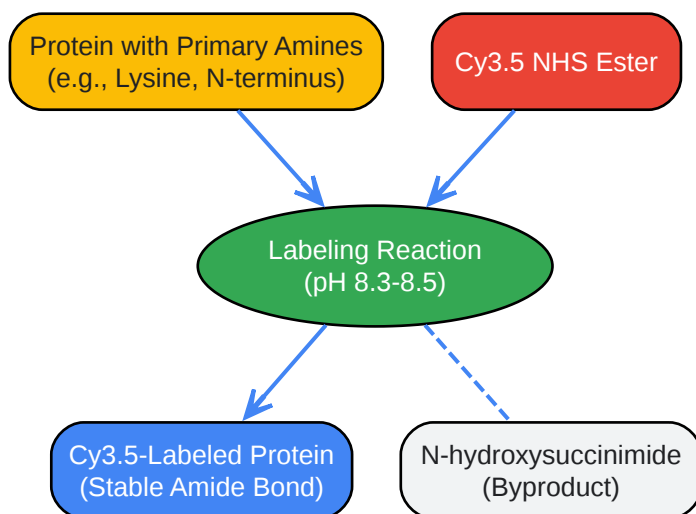 Protein with Primary Amines
(e.g., Lysine, N-terminus)
Cy3.5 NHS Ester
Labeling Reaction
(pH 8.3-8.5)
Cy3.5-Labeled Protein
(Stable Amide Bond)
N-hydroxysuccinimide
(Byproduct)